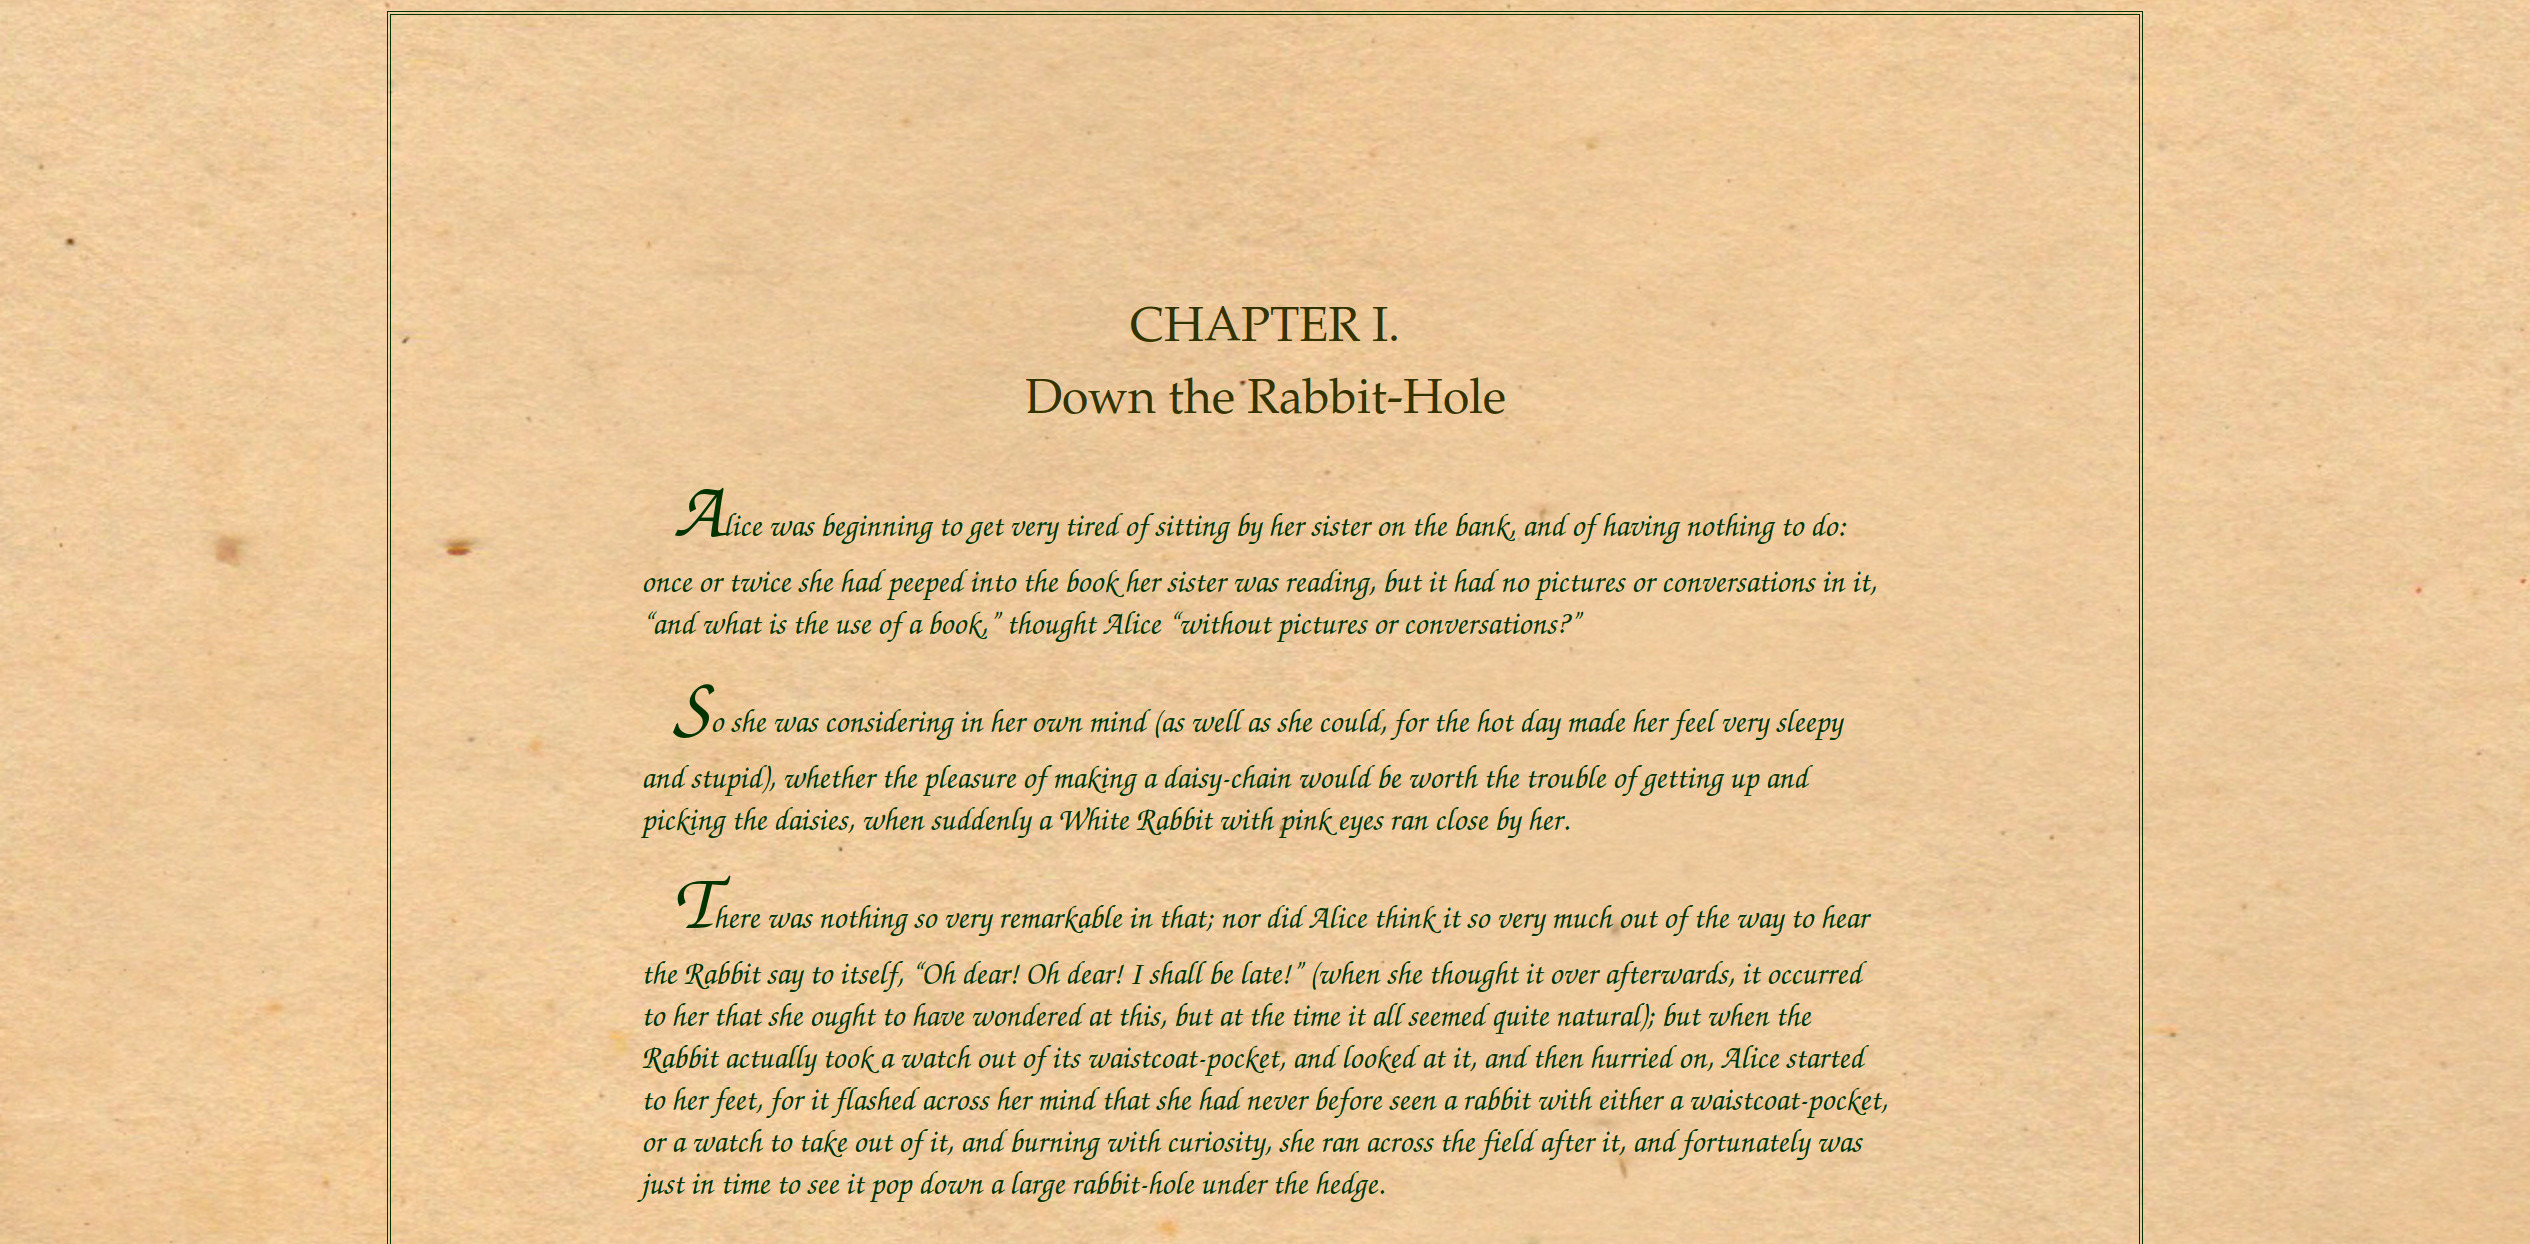 CHAPTER I.
Down the Rabbit-Hole
Alice was beginning to get very tired of sitting by her sister on the bank, and of having nothing to do:
once or twice she had peeped into the book her sister was reading, but it had no pictures or conversations in it,
“and what is the use of a book,” thought Alice “without pictures or conversations?”
So she was considering in her own mind (as well as she could, for the hot day made her feel very sleepy
and stupid), whether the pleasure of making a daisy-chain would be worth the trouble of getting up and
picking the daisies, when suddenly a White Rabbit with pink eyes ran close by her.
There was nothing so very remarkable in that; nor did Alice think it so very much out of the way to hear
the Rabbit say to itself, “Oh dear! Oh dear! I shall be late!” (when she thought it over afterwards, it occurred
to her that she ought to have wondered at this, but at the time it all seemed quite natural); but when the
Rabbit actually took a watch out of its waistcoat-pocket, and looked at it, and then hurried on, Alice started
to her feet, for it flashed across her mind that she had never before seen a rabbit with either a waistcoat-pocket,
or a watch to take out of it, and burning with curiosity, she ran across the field after it, and fortunately was
just in time to see it pop down a large rabbit-hole under the hedge.